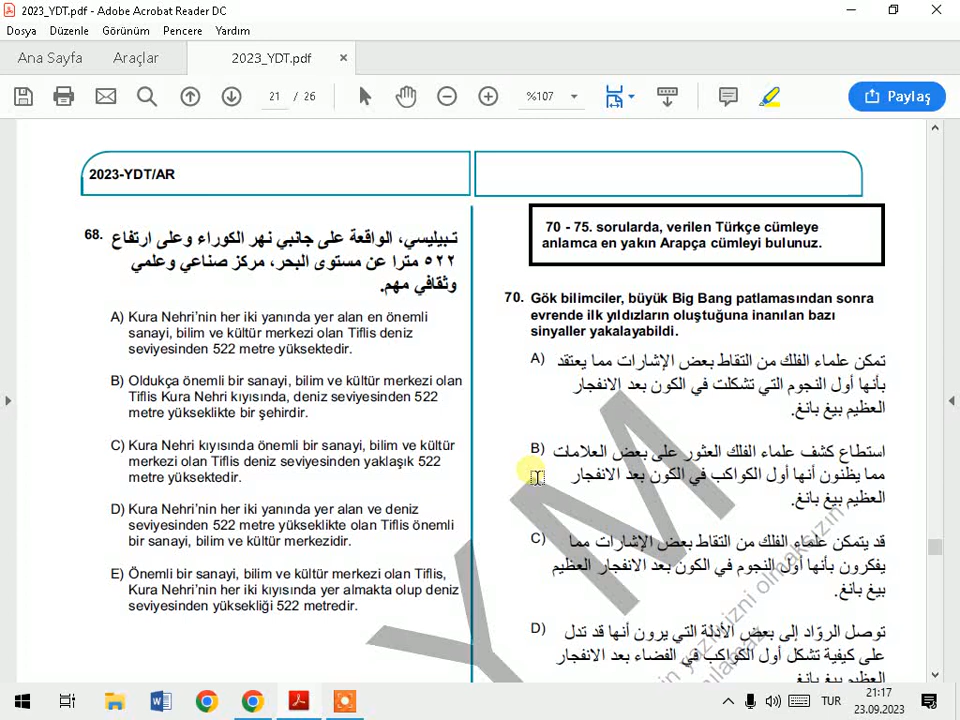 2023_YDT.pdf - Adobe Acrobat Reader DC
Dosya Düzenle Görünüm Pencere Yardım
Ana Sayfa Araçlar 2023_YDT.pdf
21 / 26 %107 Paylaş
2023-YDT/AR
68. تبيليسي، الواقعة على جانبي نهر الكوراء وعلى ارتفاع
٥٢٢ مترا عن مستوى البحر، مركز صناعي وعلمي
وثقافي مهم.
A) Kura Nehri'nin her iki yanında yer alan en önemli
sanayi, bilim ve kültür merkezi olan Tiflis deniz
seviyesinden 522 metre yüksektedir.
B) Oldukça önemli bir sanayi, bilim ve kültür merkezi olan
Tiflis Kura Nehri kıyısında, deniz seviyesinden 522
metre yükseklikte bir şehirdir.
C) Kura Nehri kıyısında önemli bir sanayi, bilim ve kültür
merkezi olan Tiflis deniz seviyesinden yaklaşık 522
metre yüksektedir.
D) Kura Nehri'nin her iki yanında yer alan ve deniz
seviyesinden 522 metre yükseklikte olan Tiflis önemli
bir sanayi, bilim ve kültür merkezidir.
E) Önemli bir sanayi, bilim ve kültür merkezi olan Tiflis,
Kura Nehri'nin her iki kıyısında yer almakta olup deniz
seviyesinden yüksekliği 522 metredir.
70 - 75. sorularda, verilen Türkçe cümleye
anlamca en yakın Arapça cümleyi bulunuz.
70. Gök bilimciler, büyük Big Bang patlamasından sonra
evrende ilk yıldızların oluştuğuna inanılan bazı
sinyaller yakalayabildi.
A) تمكن علماء الفلك من التقاط بعض الإشارات مما يعتقد
بأنها أول النجوم التي تشكلت في الكون بعد الانفجار
العظيم بيغ بانغ.
B) استطاع كشف علماء الفلك العثور على بعض العلامات
مما يظنون أنها أول الكواكب في الكون بعد الانفجار
العظيم بيغ بانغ.
C) قد يتمكن علماء الفلك من التقاط بعض الإشارات مما
يفكرون بأنها أول النجوم في الكون بعد الانفجار العظيم
بيغ بانغ.
D) توصل الروّاد إلى بعض الأدلة التي يرون أنها قد تدل
على كيفية تشكل أول الكواكب في الفضاء بعد الانفجار
العظيم بيغ بانغ.
YM
yazılı izni olmaksızın
TUR 21:17
23.09.2023